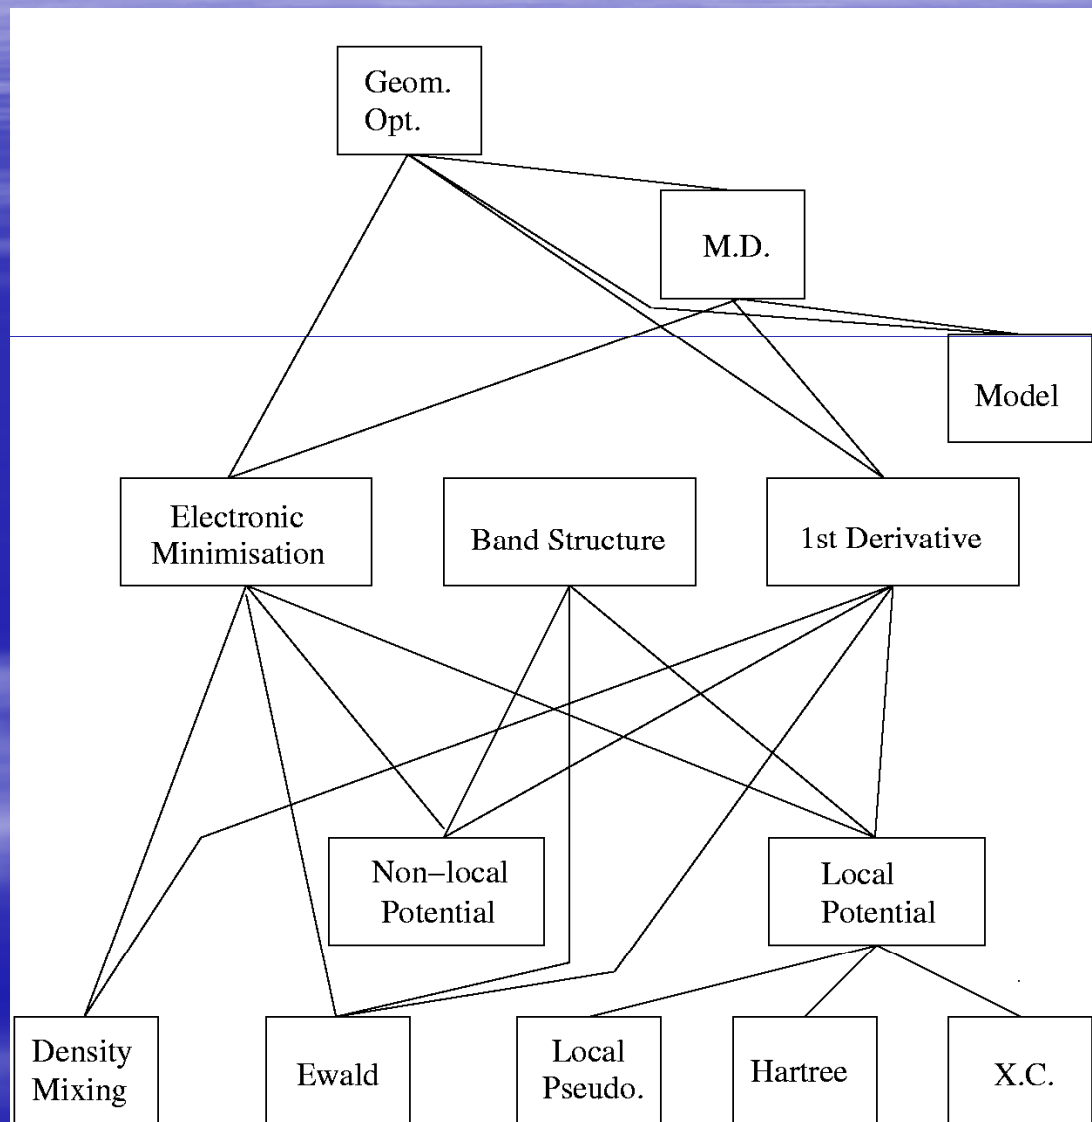 Geom.
Opt.
M.D.
Model
Electronic
Minimisation
Band Structure
1st Derivative
Non−local
Potential
Local
Potential
Density
Mixing
Ewald
Local
Pseudo.
Hartree
X.C.